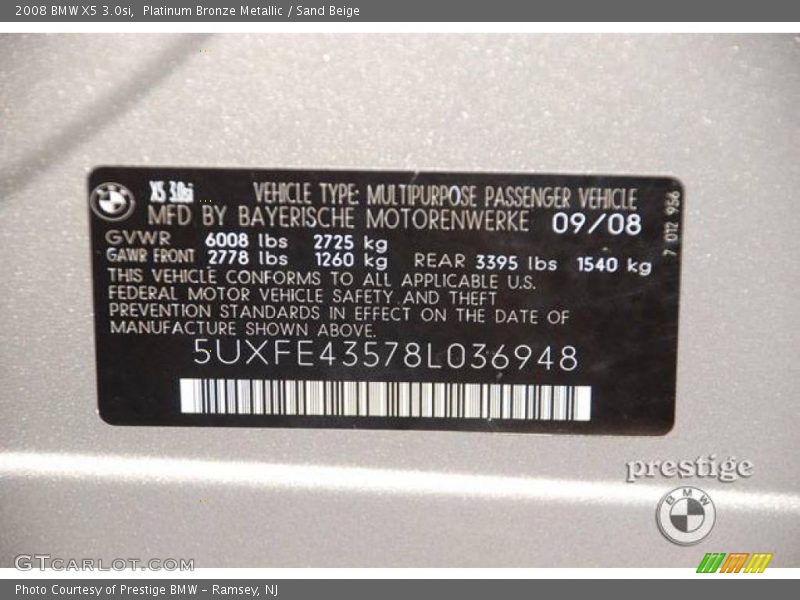 2008 BMW X5 3.0si, Platinum Bronze Metallic / Sand Beige
X5 3.0si VEHICLE TYPE: MULTIPURPOSE PASSENGER VEHICLE
MFD BY BAYERISCHE MOTORENWERKE 09/08
GVWR 6008 lbs 2725 kg
GAWR FRONT 2778 lbs 1260 kg REAR 3395 lbs 1540 kg
THIS VEHICLE CONFORMS TO ALL APPLICABLE U.S.
FEDERAL MOTOR VEHICLE SAFETY AND THEFT
PREVENTION STANDARDS IN EFFECT ON THE DATE OF
MANUFACTURE SHOWN ABOVE.
5UXFE43578L036948
7 012 956
prestige
BMW
GTCARLOT.COM
Photo Courtesy of Prestige BMW - Ramsey, NJ